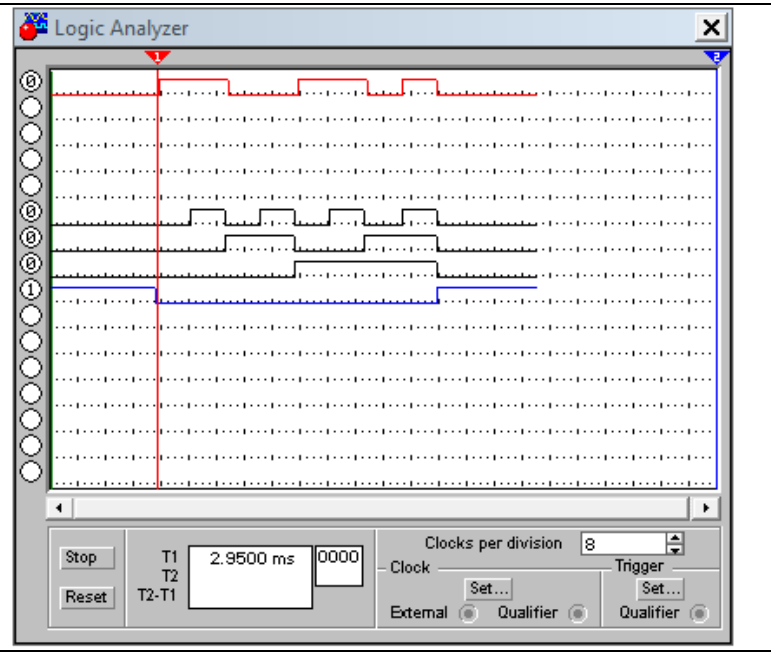 Logic Analyzer
1
2
0
0
0
0
1
Clocks per division 8
Stop
T1 2.9500 ms 0000
T2
Clock
Trigger
Set...
Set...
Reset
T2-T1
External
Qualifier
Qualifier